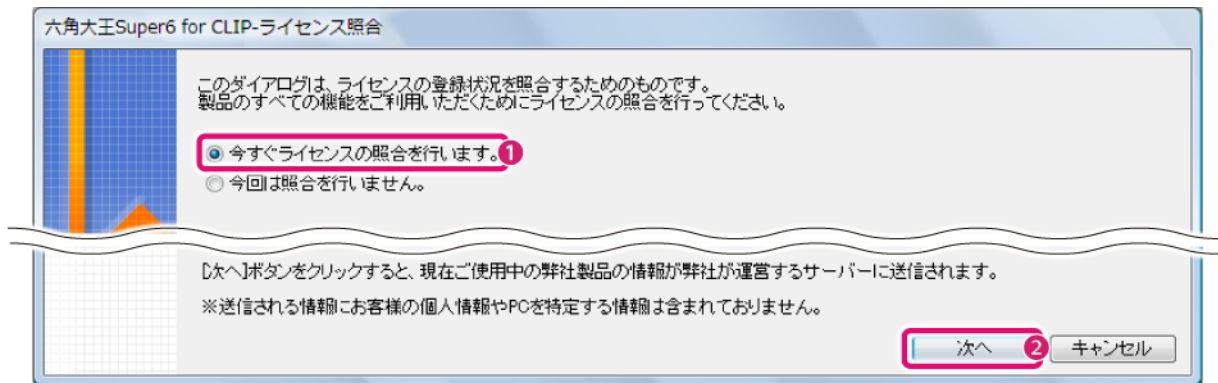 六角大王Super6 for CLIP-ライセンス照合
このダイアログは、ライセンスの登録状況を照合するためのものです。
製品のすべての機能をご利用いただくためにライセンスの照合を行ってください。
今すぐライセンスの照合を行います。 1
今回は照合を行いません。
[次へ]ボタンをクリックすると、現在ご使用中の弊社製品の情報が弊社が運営するサーバーに送信されます。
※送信される情報にお客様の個人情報やPCを特定する情報は含まれておりません。
次へ 2 キャンセル